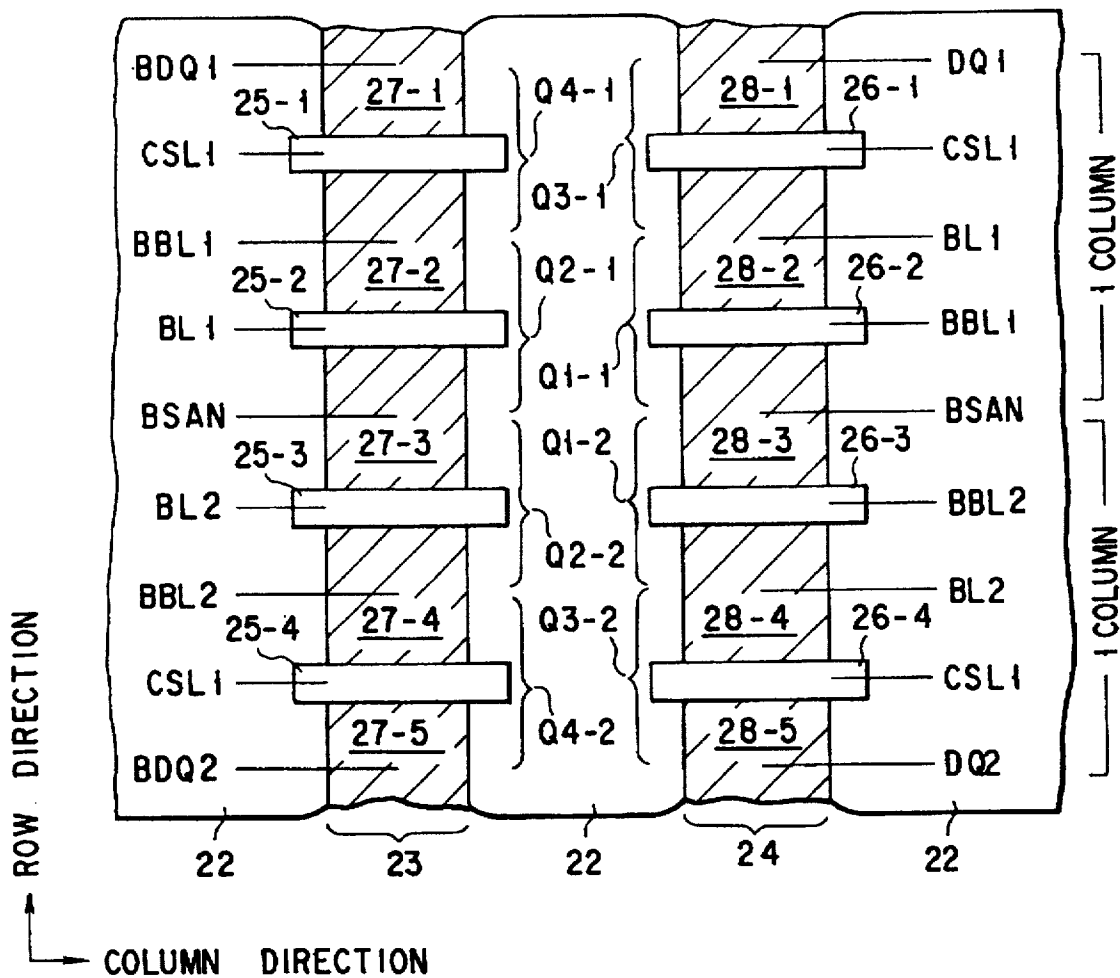 BDQ1
27-1
Q4-1
28-1
DQ1
25-1
26-1
CSL1
CSL1
Q3-1
BBL1
BL1
25-2
27-2
Q2-1
28-2
26-2
BL1
BBL1
Q1-1
1 COLUMN
BSAN
BSAN
25-3
27-3
Q1-2
28-3
26-3
BL2
BBL2
Q2-2
BBL2
BL2
25-4
27-4
Q3-2
28-4
26-4
CSL1
CSL1
27-5
Q4-2
28-5
BDQ2
DQ2
1 COLUMN
22
23
22
24
22
ROW DIRECTION
COLUMN DIRECTION